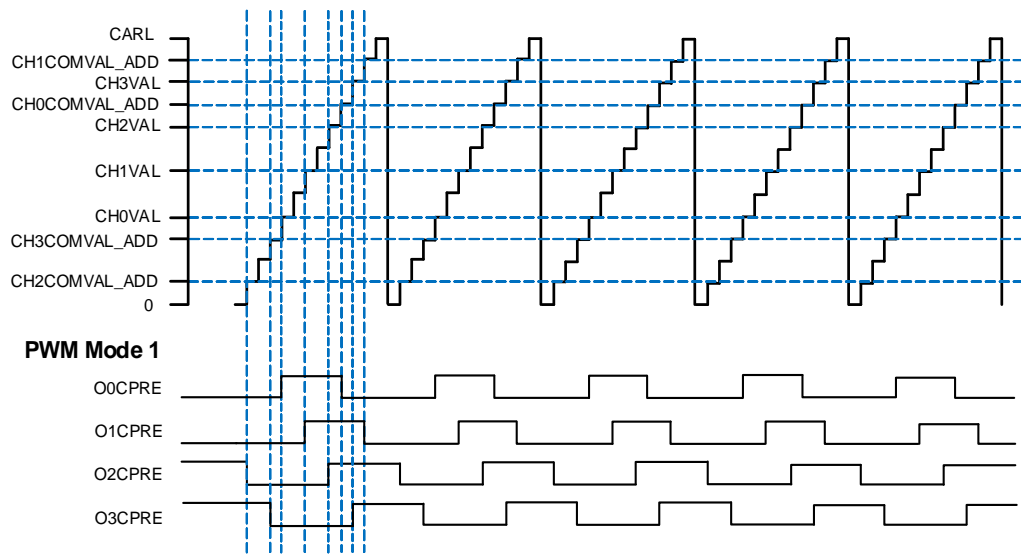 CARL
CH1COMVAL_ADD
CH3VAL
CH0COMVAL_ADD
CH2VAL
CH1VAL
CH0VAL
CH3COMVAL_ADD
CH2COMVAL_ADD
0
PWM Mode 1
O0CPRE
O1CPRE
O2CPRE
O3CPRE